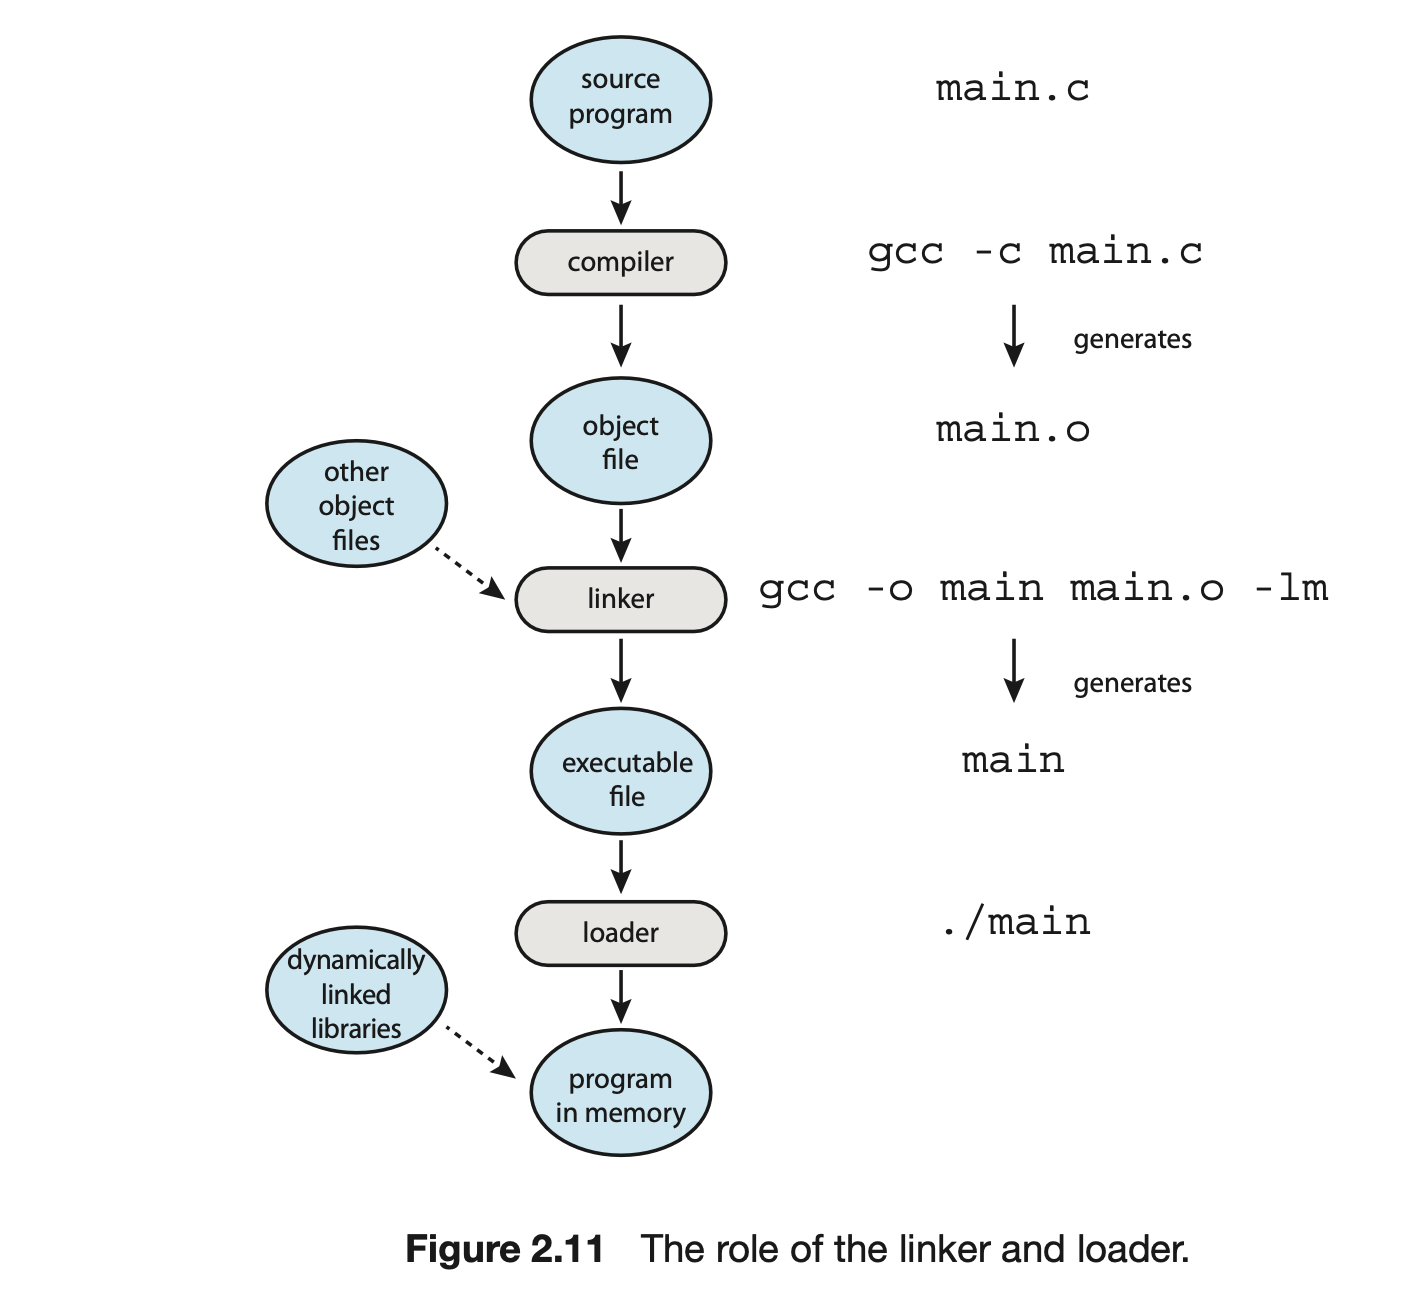 source
program
main.c
compiler
gcc -c main.c
generates
object
file
main.o
other
object
files
linker
gcc -o main main.o -lm
generates
executable
file
main
loader
./main
dynamically
linked
libraries
program
in memory
Figure 2.11 The role of the linker and loader.